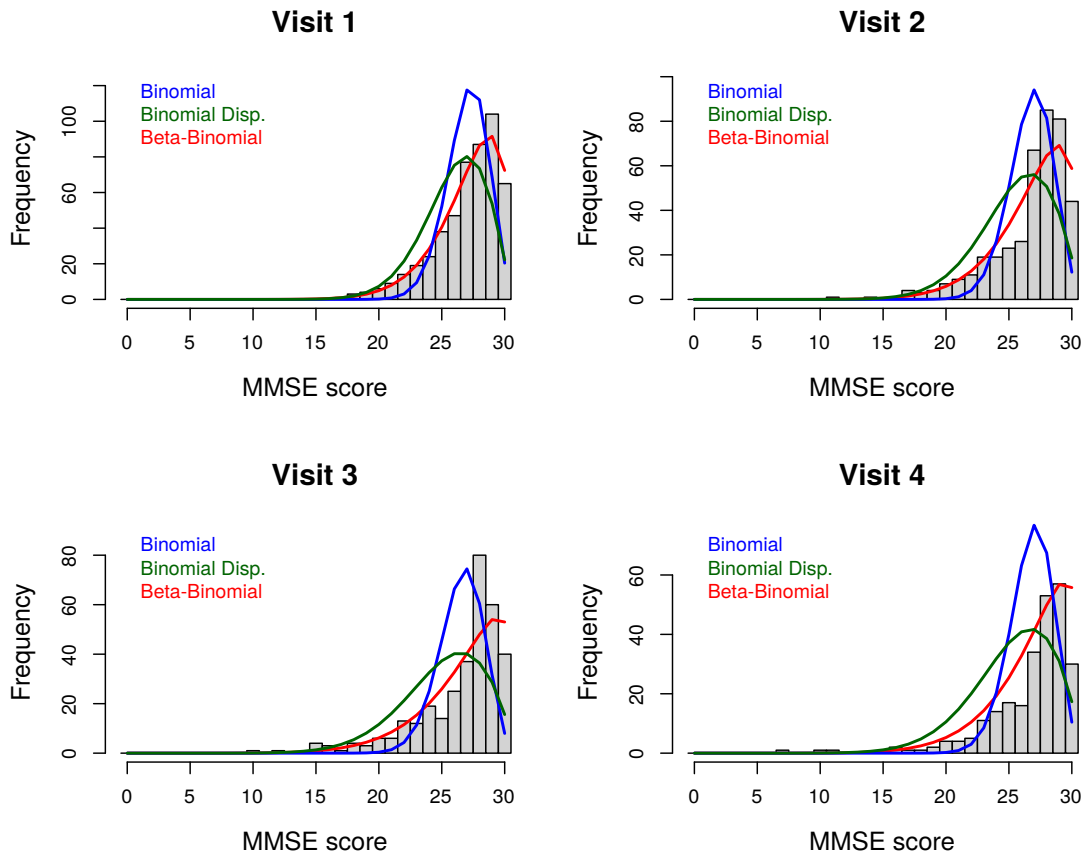 Visit 1
Binomial
Binomial Disp.
Beta-Binomial
Frequency
0 20 60 100
0 5 10 15 20 25 30
MMSE score
Visit 2
Binomial
Binomial Disp.
Beta-Binomial
Frequency
0 20 40 60 80
0 5 10 15 20 25 30
MMSE score
Visit 3
Binomial
Binomial Disp.
Beta-Binomial
Frequency
0 20 40 60 80
0 5 10 15 20 25 30
MMSE score
Visit 4
Binomial
Binomial Disp.
Beta-Binomial
Frequency
0 20 40 60
0 5 10 15 20 25 30
MMSE score